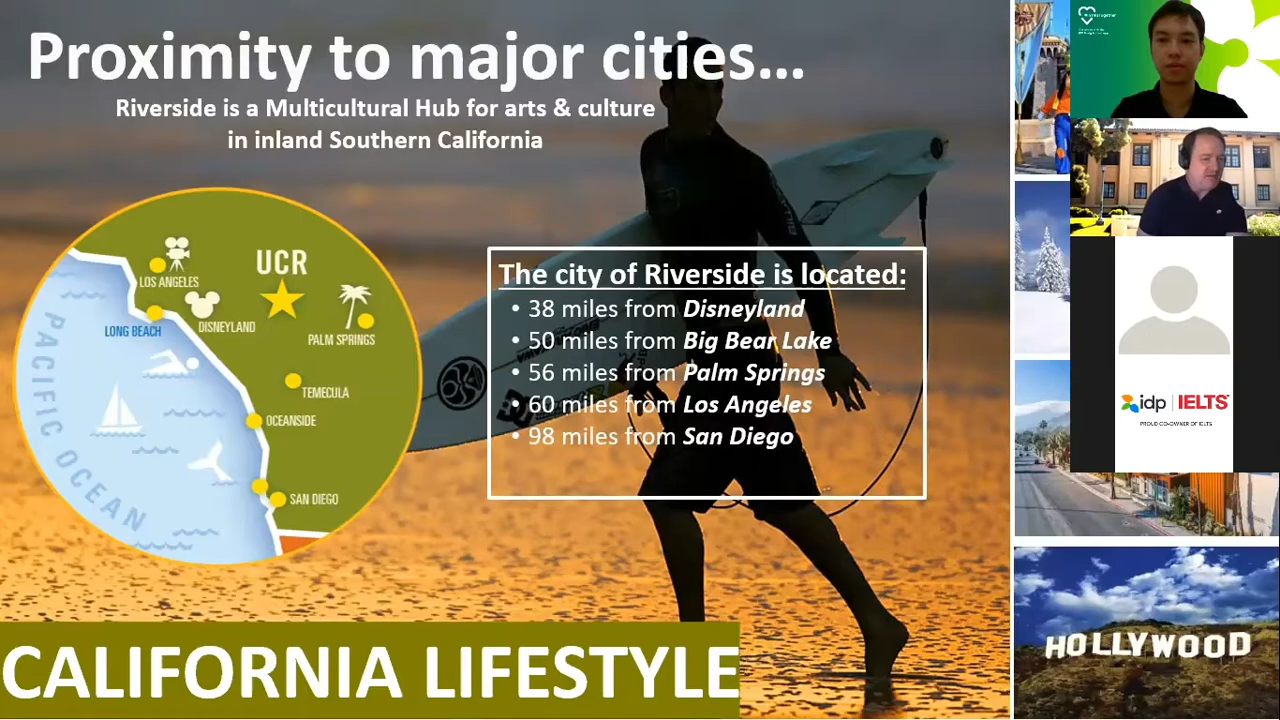 Proximity to major cities...
Riverside is a Multicultural Hub for arts & culture
in inland Southern California
LOS ANGELES
UCR
LONG BEACH
DISNEYLAND
PALM SPRINGS
TEMECULA
OCEANSIDE
SAN DIEGO
PACIFIC OCEAN
The city of Riverside is located:
• 38 miles from Disneyland
• 50 miles from Big Bear Lake
• 56 miles from Palm Springs
• 60 miles from Los Angeles
• 98 miles from San Diego
CALIFORNIA LIFESTYLE
idp | IELTS
PROUD CO-OWNER OF IELTS
HOLLYWOOD